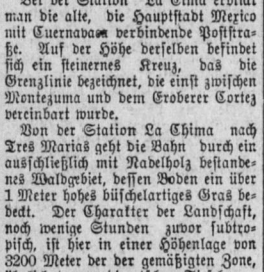 Bei der Station La Cima erblickt
man die alte, die Hauptstadt Mexico
mit Cuernavaca verbindende Poststra-
ße. Auf der Höhe derselben befindet
sich ein steinernes Kreuz, das die
Grenzlinie bezeichnet, die einst zwischen
Montezuma und dem Eroberer Cortez
vereinbart wurde.
Von der Station La Chima nach
Tres Marias geht die Bahn durch ein
ausschließlich mit Nadelholz bestande-
nes Waldgebiet, dessen Boden ein über
1 Meter hohes büschelartiges Gras be-
deckt. Der Charakter der Landschaft,
noch wenige Stunden zuvor subtro-
pisch, ist hier in einer Höhenlage von
3200 Meter der der gemäßigten Zone,